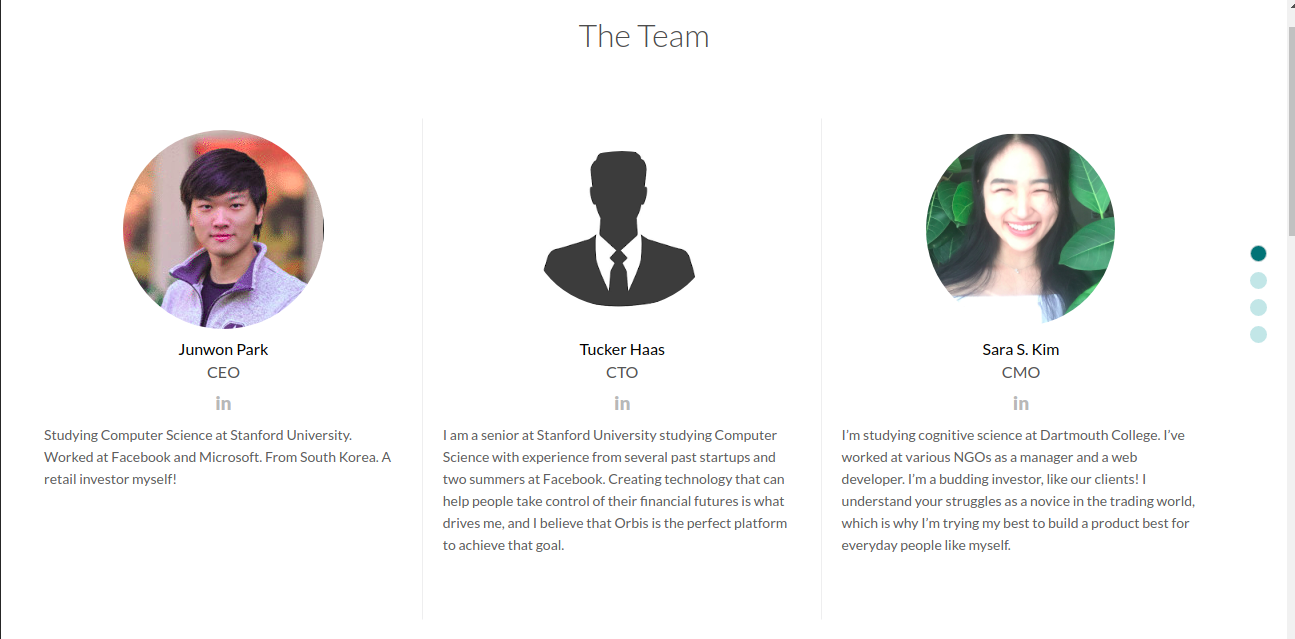 The Team
Junwon Park
CEO
in
Studying Computer Science at Stanford University.
Worked at Facebook and Microsoft. From South Korea. A
retail investor myself!
Tucker Haas
CTO
in
I am a senior at Stanford University studying Computer
Science with experience from several past startups and
two summers at Facebook. Creating technology that can
help people take control of their financial futures is what
drives me, and I believe that Orbis is the perfect platform
to achieve that goal.
Sara S. Kim
CMO
in
I’m studying cognitive science at Dartmouth College. I’ve
worked at various NGOs as a manager and a web
developer. I’m a budding investor, like our clients! I
understand your struggles as a novice in the trading world,
which is why I’m trying my best to build a product best for
everyday people like myself.